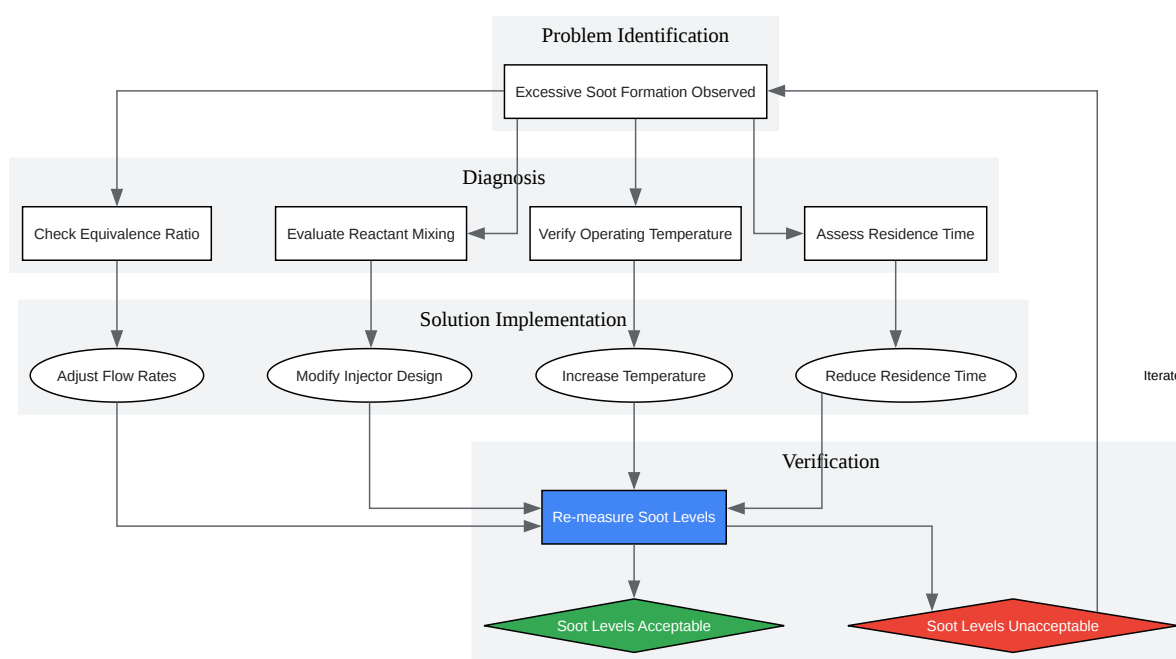 Problem Identification
Excessive Soot Formation Observed
Diagnosis
Check Equivalence Ratio
Evaluate Reactant Mixing
Verify Operating Temperature
Assess Residence Time
Solution Implementation
Adjust Flow Rates
Modify Injector Design
Increase Temperature
Reduce Residence Time
Iterate
Verification
Re-measure Soot Levels
Soot Levels Acceptable
Soot Levels Unacceptable